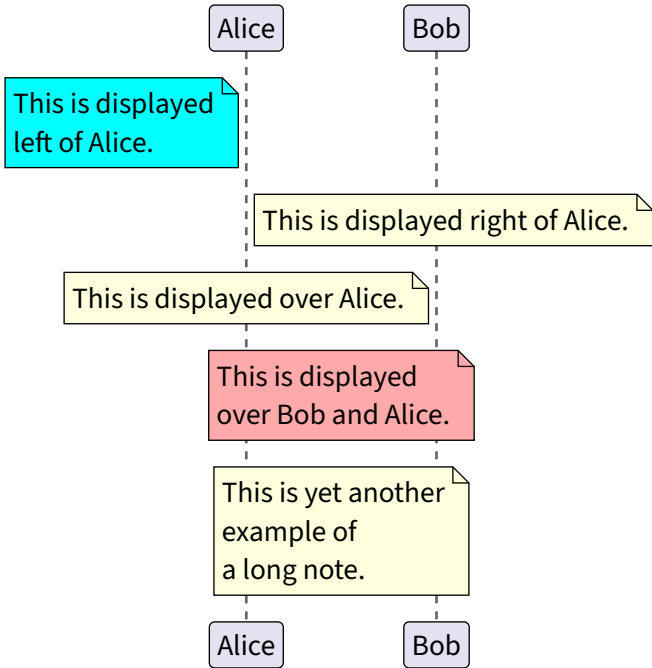 Alice
Bob
This is displayed
left of Alice.
This is displayed right of Alice.
This is displayed over Alice.
This is displayed
over Bob and Alice.
This is yet another
example of
a long note.
Alice
Bob